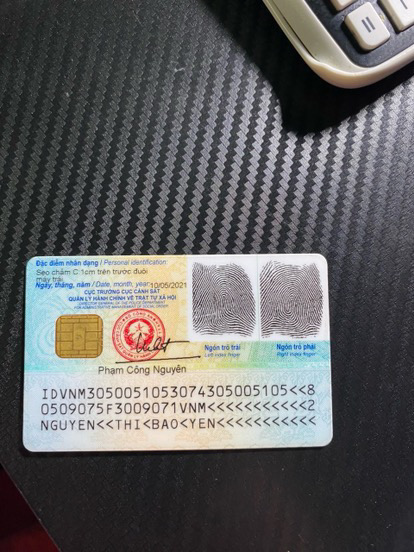 Đặc điểm nhân dạng / Personal identification:
Sẹo chấm C:1cm trên trước đuôi
mày trái
Ngày, tháng, năm / Date, month, year: 10/05/2021
CỤC TRƯỞNG CỤC CẢNH SÁT
QUẢN LÝ HÀNH CHÍNH VỀ TRẬT TỰ XÃ HỘI
DIRECTOR GENERAL OF THE POLICE DEPARTMENT
FOR ADMINISTRATIVE MANAGEMENT OF SOCIAL ORDER
Ngón trỏ trái
Left index finger
Ngón trỏ phải
Right index finger
Phạm Công Nguyên
IDVNM3050051053074305005105<<8
0509075F3009071VNM<<<<<<<<<<<2
NGUYEN<<THI<BAO<YEN<<<<<<<<<<<